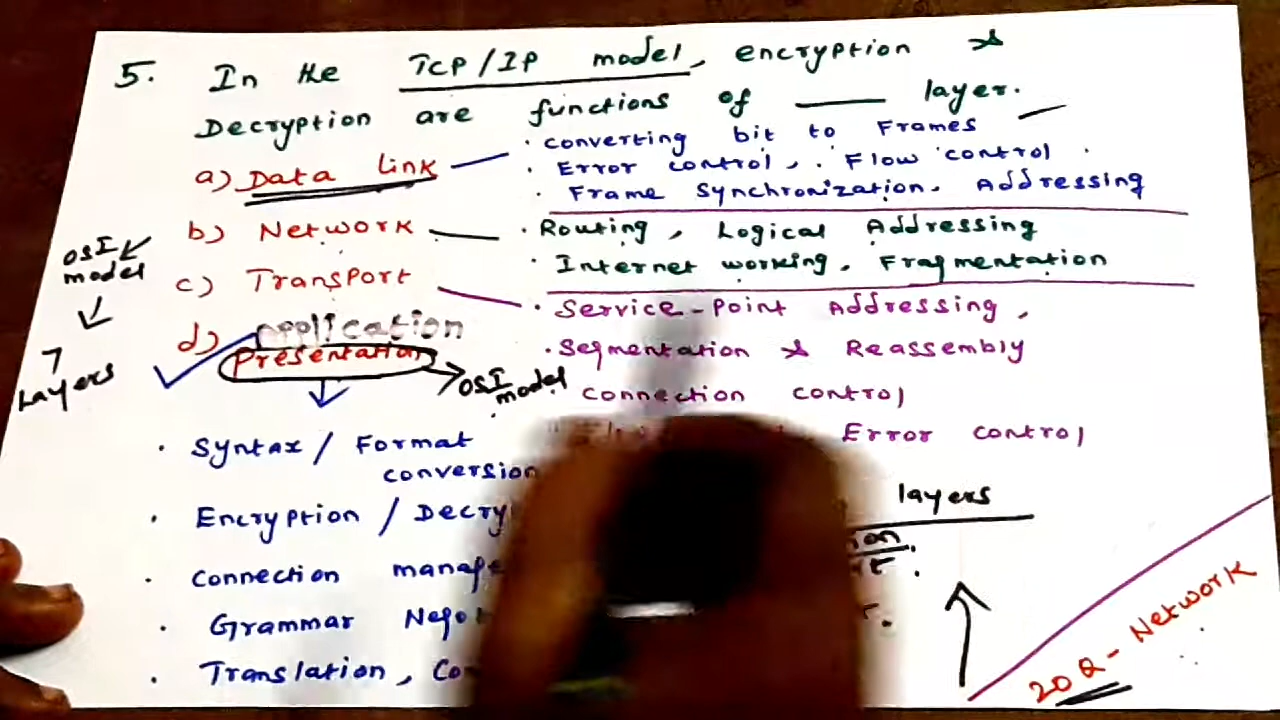 5. In the TCP/IP model, encryption &
Decryption are functions of ____ layer.
a) Data Link
· converting bit to Frames
· Error control, · Flow control.
· Frame Synchronization. Addressing
b) Network
· Routing, Logical Addressing
· Internet working, Fragmentation
c) Transport
· Service-Point Addressing,
· Segmentation & Reassembly
connection control
Error control
d) application
Presentation
OSI model
OSI
model
7
Layers
· Syntax / Format
conversion
· Encryption / Decry
· connection manage
· Grammar Nego
· Translation, Co
layers
20Q - Network